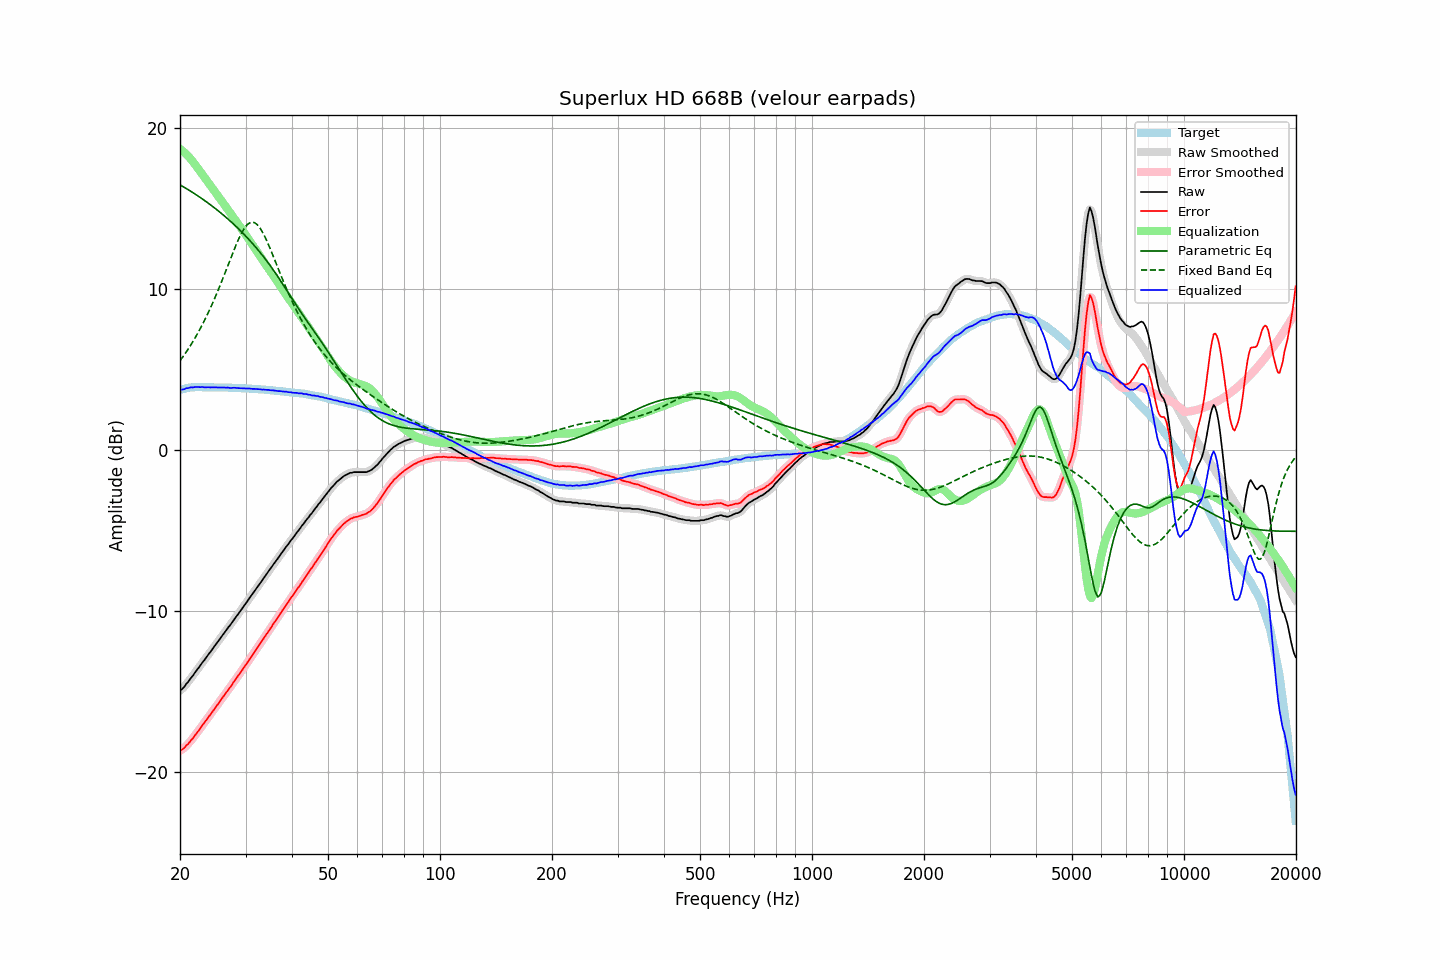 Superlux HD 668B (velour earpads)
Amplitude (dBr)
20
10
0
−10
−20
Target
Raw Smoothed
Error Smoothed
Raw
Error
Equalization
Parametric Eq
Fixed Band Eq
Equalized
20 50 100 200 500 1000 2000 5000 10000 20000
Frequency (Hz)